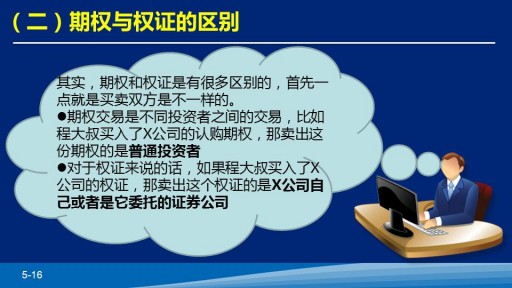 （二）期权与权证的区别
其实，期权和权证是有很多区别的，首先一
点就是买卖双方是不一样的。
●期权交易是不同投资者之间的交易，比如
程大叔买入了X公司的认购期权，那卖出这
份期权的是普通投资者
●对于权证来说的话，如果程大叔买入了X
公司的权证，那卖出这个权证的是X公司自
己或者是它委托的证券公司
5-16